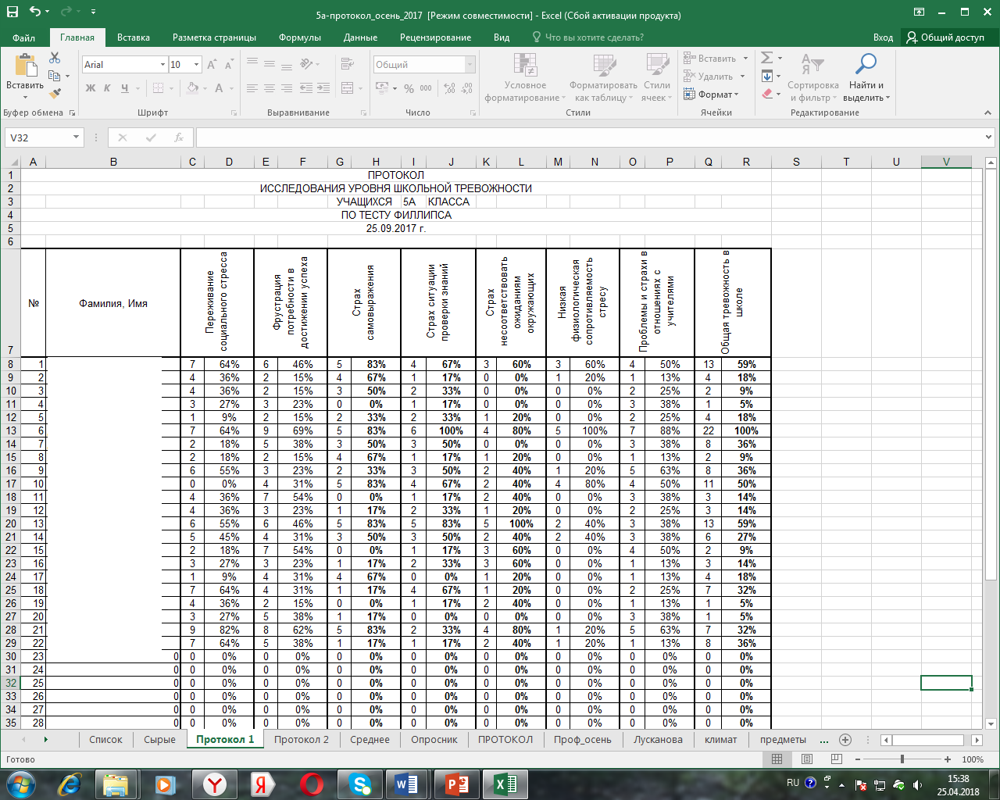 5а-протокол_осень_2017 [Режим совместимости] - Excel (Сбой активации продукта)
Файл Главная Вставка Разметка страницы Формулы Данные Рецензирование Вид Что вы хотите сделать? Вход Общий доступ
Вставить
Буфер обмена
Arial 10
Ж К Ч
Шрифт
Выравнивание
Общий
% 000
Число
Условное форматирование
Форматировать как таблицу
Стили ячеек
Стили
Вставить
Удалить
Формат
Ячейки
Сортировка и фильтр
Найти и выделить
Редактирование
V32 fx
A B C D E F G H I J K L M N O P Q R S T U V
1 ПРОТОКОЛ
2 ИССЛЕДОВАНИЯ УРОВНЯ ШКОЛЬНОЙ ТРЕВОЖНОСТИ
3 УЧАЩИХСЯ 5А КЛАССА
4 ПО ТЕСТУ ФИЛЛИПСА
5 25.09.2017 г.
6
7 № Фамилия, Имя
Переживание социального стресса
Фрустрация потребности в достижении успеха
Страх самовыражения
Страх ситуации проверки знаний
Страх несоответствовать ожиданиям окружающих
Низкая физиологическая сопротивляемость стресу
Проблемы и страхи в отношениях с учителями
Общая тревожность в школе
8 1 7 64% 6 46% 5 83% 4 67% 3 60% 3 60% 4 50% 13 59%
9 2 4 36% 2 15% 4 67% 1 17% 0 0% 1 20% 1 13% 4 18%
10 3 4 36% 2 15% 3 50% 2 33% 0 0% 0 0% 2 25% 2 9%
11 4 3 27% 3 23% 0 0% 1 17% 0 0% 0 0% 3 38% 1 5%
12 5 1 9% 2 15% 2 33% 2 33% 1 20% 0 0% 2 25% 4 18%
13 6 7 64% 9 69% 5 83% 6 100% 4 80% 5 100% 7 88% 22 100%
14 7 2 18% 5 38% 3 50% 3 50% 0 0% 0 0% 3 38% 8 36%
15 8 2 18% 2 15% 4 67% 1 17% 1 20% 0 0% 1 13% 2 9%
16 9 6 55% 3 23% 2 33% 3 50% 2 40% 1 20% 5 63% 8 36%
17 10 0 0% 4 31% 5 83% 4 67% 2 40% 4 80% 4 50% 11 50%
18 11 4 36% 7 54% 0 0% 1 17% 2 40% 0 0% 3 38% 3 14%
19 12 4 36% 3 23% 1 17% 2 33% 1 20% 0 0% 2 25% 3 14%
20 13 6 55% 6 46% 5 83% 5 83% 5 100% 2 40% 3 38% 13 59%
21 14 5 45% 4 31% 3 50% 3 50% 2 40% 2 40% 3 38% 6 27%
22 15 2 18% 7 54% 0 0% 1 17% 3 60% 0 0% 4 50% 2 9%
23 16 3 27% 3 23% 1 17% 2 33% 3 60% 0 0% 1 13% 3 14%
24 17 1 9% 4 31% 4 67% 0 0% 1 20% 0 0% 1 13% 4 18%
25 18 7 64% 4 31% 1 17% 4 67% 1 20% 0 0% 2 25% 7 32%
26 19 4 36% 2 15% 0 0% 1 17% 2 40% 0 0% 1 13% 1 5%
27 20 3 27% 5 38% 1 17% 0 0% 0 0% 0 0% 3 38% 1 5%
28 21 9 82% 8 62% 5 83% 2 33% 4 80% 1 20% 5 63% 7 32%
29 22 7 64% 5 38% 1 17% 1 17% 2 40% 1 20% 1 13% 8 36%
30 23 0 0 0% 0 0% 0 0% 0 0% 0 0% 0 0% 0 0% 0 0%
31 24 0 0 0% 0 0% 0 0% 0 0% 0 0% 0 0% 0 0% 0 0%
32 25 0 0 0% 0 0% 0 0% 0 0% 0 0% 0 0% 0 0% 0 0%
33 26 0 0 0% 0 0% 0 0% 0 0% 0 0% 0 0% 0 0% 0 0%
34 27 0 0 0% 0 0% 0 0% 0 0% 0 0% 0 0% 0 0% 0 0%
35 28 0 0 0% 0 0% 0 0% 0 0% 0 0% 0 0% 0 0% 0 0%
Список Сырые Протокол 1 Протокол 2 Среднее Опросник ПРОТОКОЛ Проф_осень Лусканова климат предметы ...
Готово 100%
RU 15:38
25.04.2018